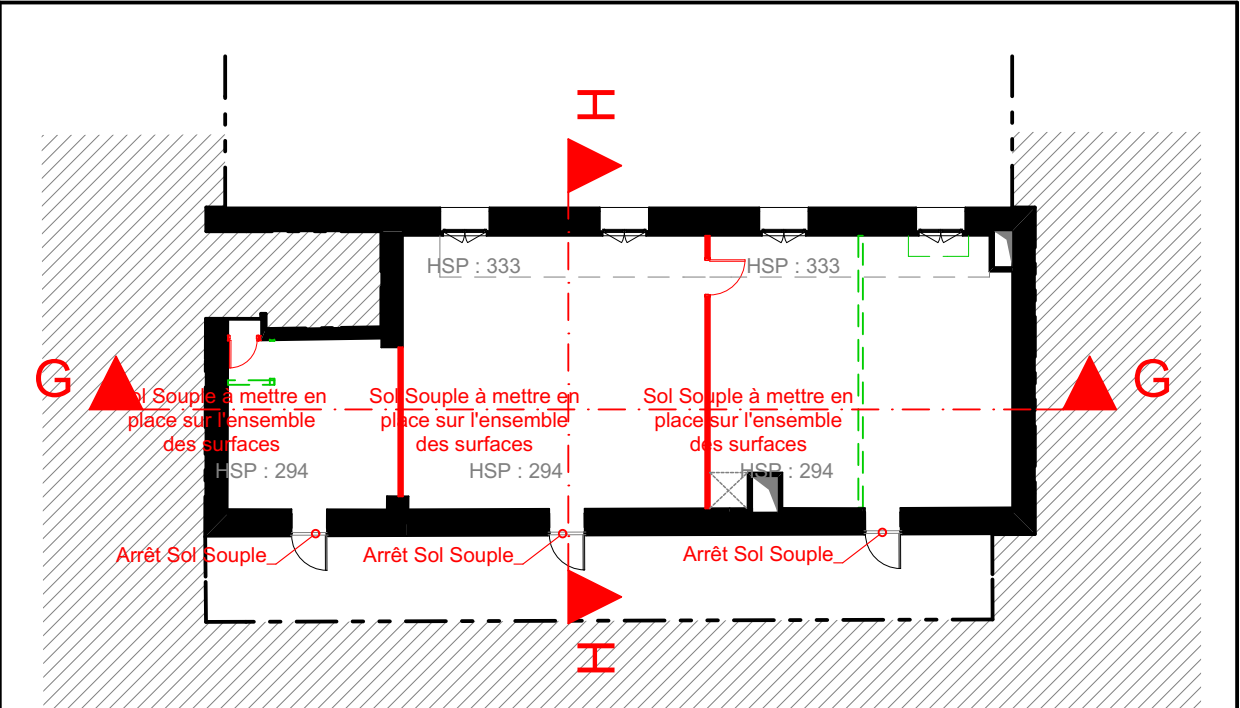 H
HSP : 333
HSP : 333
G
G
Sol Souple à mettre en
place sur l'ensemble
des surfaces
Sol Souple à mettre en
place sur l'ensemble
des surfaces
Sol Souple à mettre en
place sur l'ensemble
des surfaces
HSP : 294
HSP : 294
HSP : 294
Arrêt Sol Souple
Arrêt Sol Souple
Arrêt Sol Souple
H